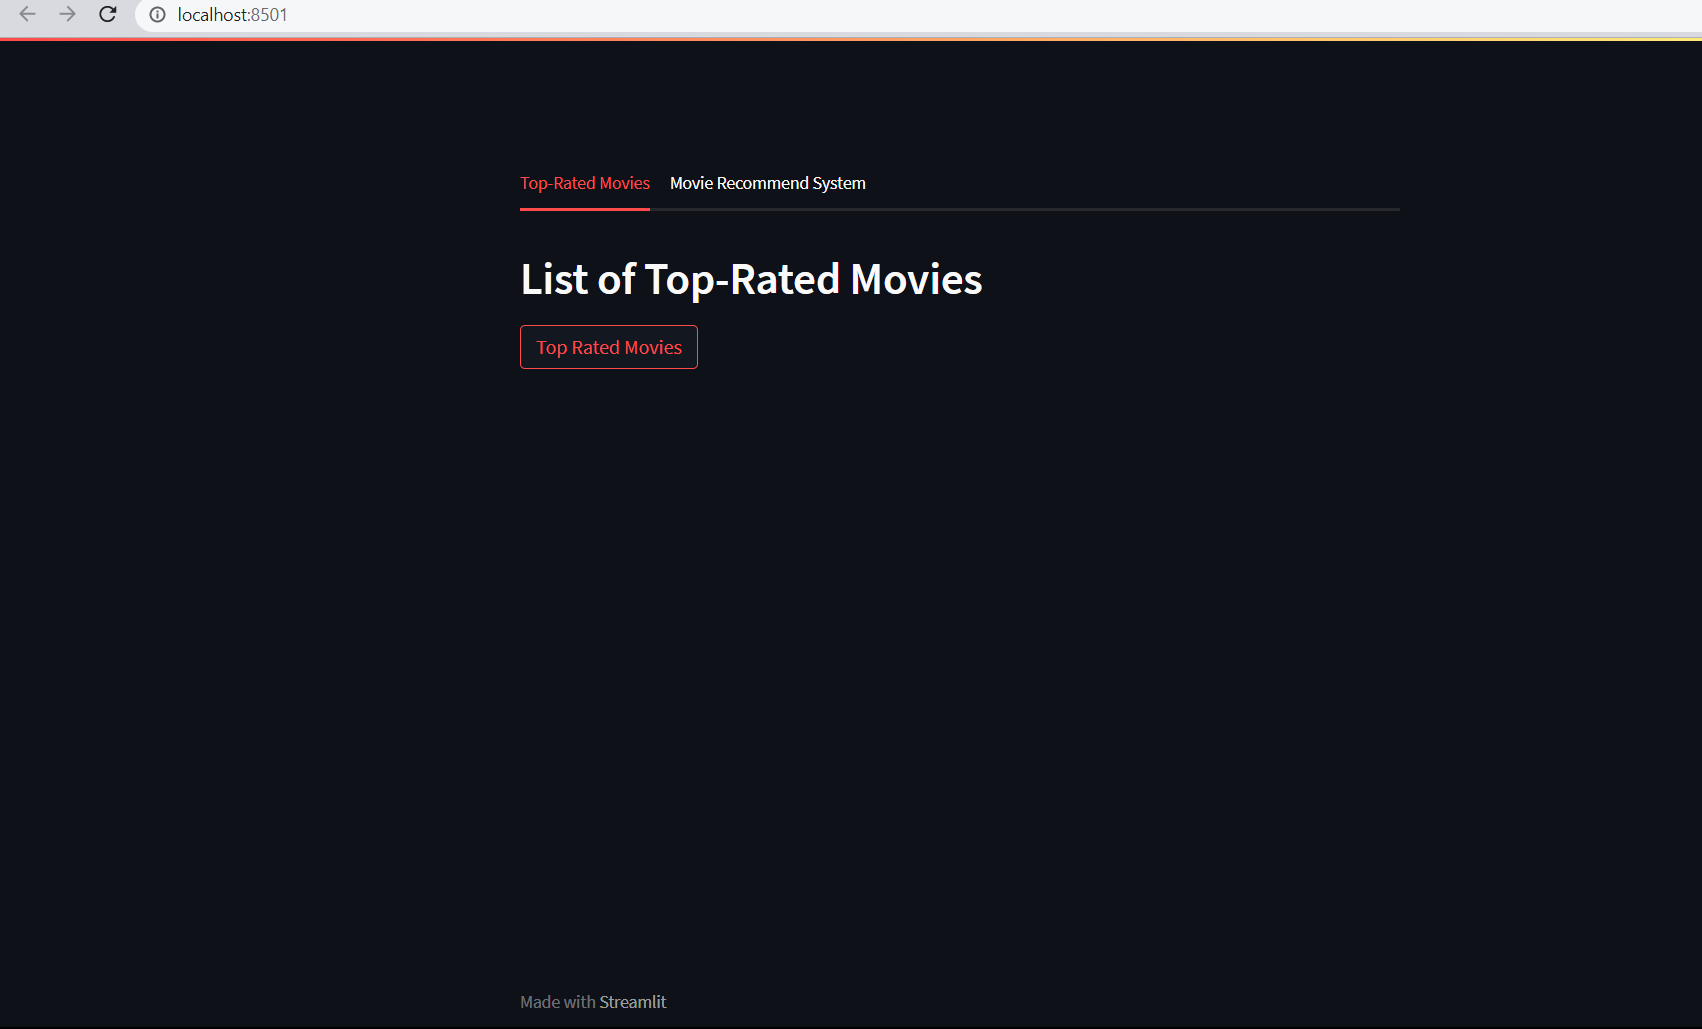 localhost:8501
Top-Rated Movies Movie Recommend System
List of Top-Rated Movies
Top Rated Movies
Made with Streamlit